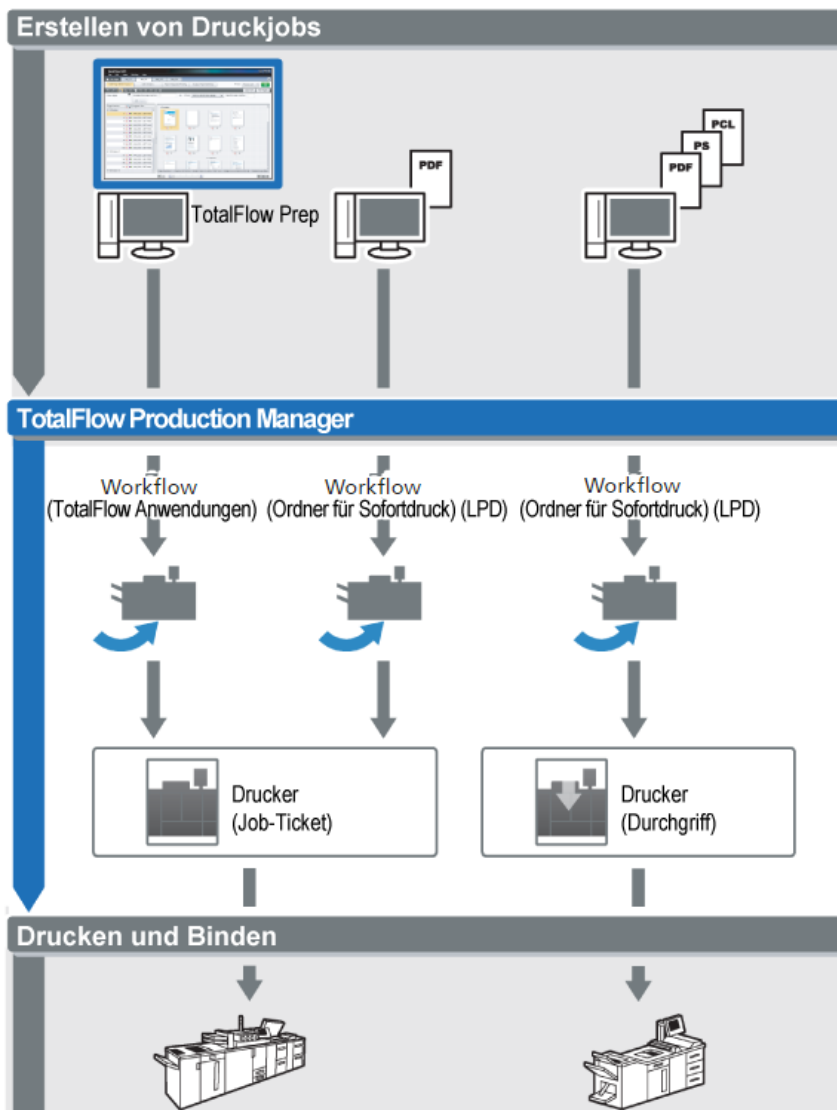 Erstellen von Druckjobs
PCL
PS
PDF
PDF
TotalFlow Prep
TotalFlow Production Manager
Workflow
(TotalFlow Anwendungen)
Workflow
(Ordner für Sofortdruck) (LPD)
Workflow
(Ordner für Sofortdruck) (LPD)
Drucker
(Job-Ticket)
Drucker
(Durchgriff)
Drucken und Binden